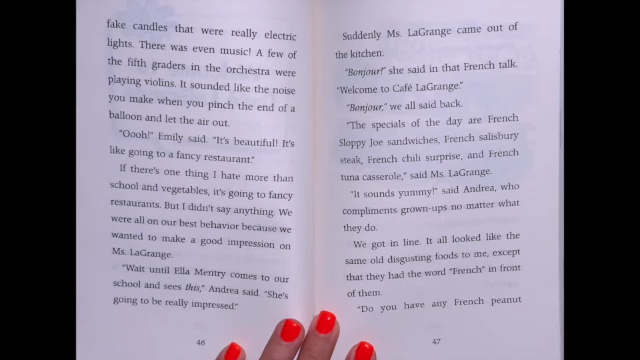 fake candles that were really electric
lights. There was even music! A few of
the fifth graders in the orchestra were
playing violins. It sounded like the noise
you make when you pinch the end of a
balloon and let the air out.
"Oooh!" Emily said. "It's beautiful! It's
like going to a fancy restaurant."
If there's one thing I hate more than
school and vegetables, it's going to fancy
restaurants. But I didn't say anything. We
were all on our best behavior because we
wanted to make a good impression on
Ms. LaGrange.
"Wait until Ella Mentry comes to our
school and sees this," Andrea said. "She's
going to be really impressed."
46
Suddenly Ms. LaGrange came out of
the kitchen.
"Bonjour!" she said in that French talk.
"Welcome to Café LaGrange."
"Bonjour," we all said back.
"The specials of the day are French
Sloppy Joe sandwiches, French salisbury
steak, French chili surprise, and French
tuna casserole," said Ms. LaGrange.
"It sounds yummy!" said Andrea, who
compliments grown-ups no matter what
they do.
We got in line. It all looked like the
same old disgusting foods to me, except
that they had the word "French" in front
of them.
"Do you have any French peanut
47